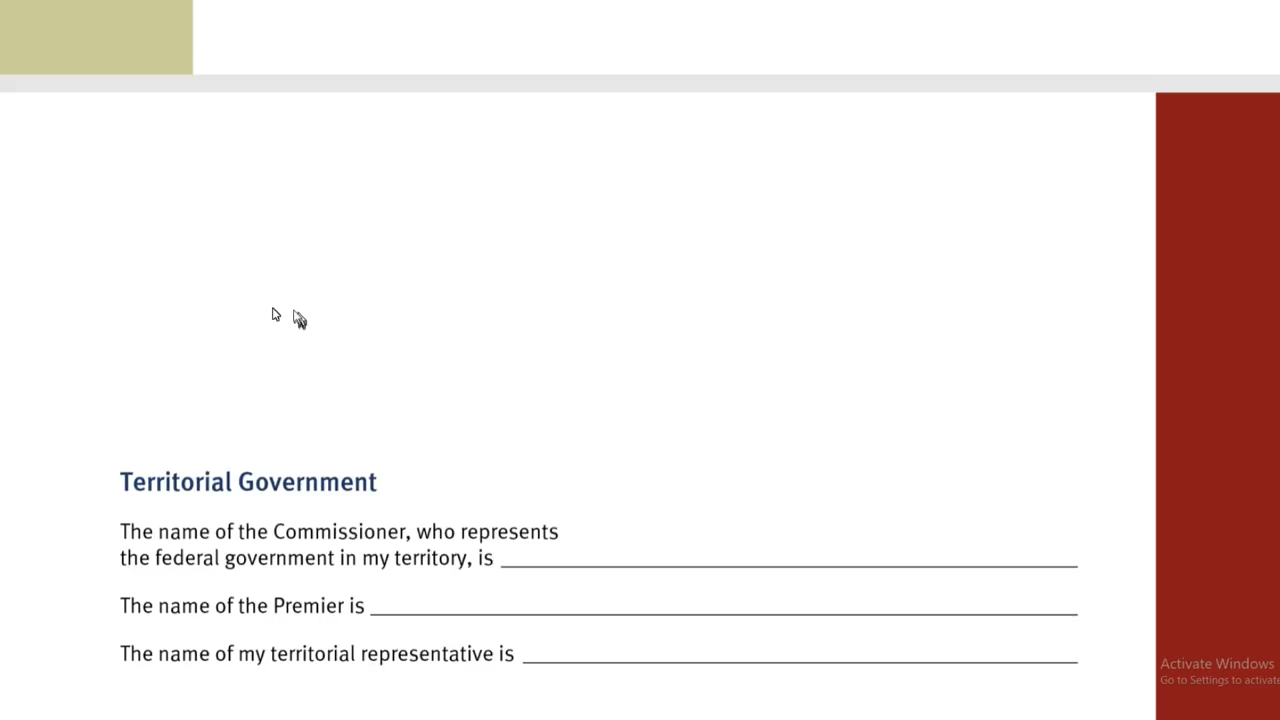 Territorial Government
The name of the Commissioner, who represents
the federal government in my territory, is
The name of the Premier is
The name of my territorial representative is
Activate Windows
Go to Settings to activate